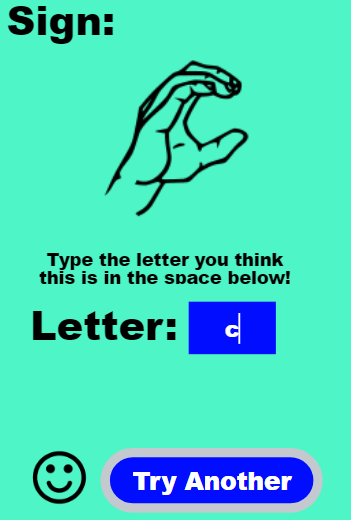 Sign:
Type the letter you think
this is in the space below!
Letter: c
Try Another